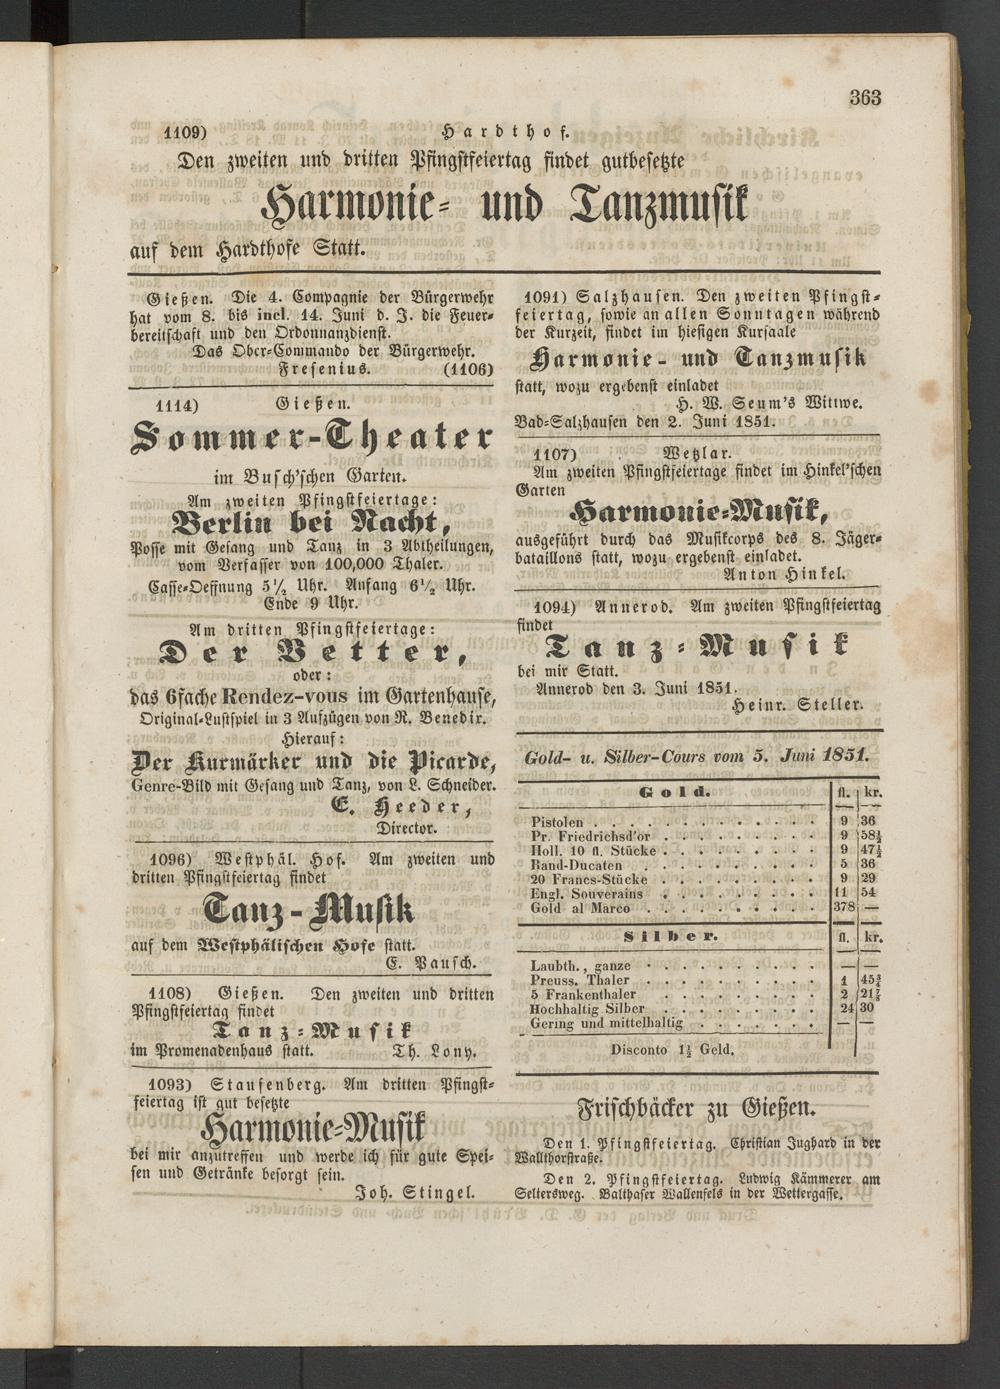 363
1109) Hardthof.
Den zweiten und dritten Pfingstfeiertag findet gutbesetzte
Harmonie- und Tanzmusik
auf dem Hardthofe Statt.
Gießen. Die 4. Compagnie der Bürgerwehr
hat vom 8. bis incl. 14. Juni d. J. die Feuer-
bereitschaft und den Ordonnanzdienst.
Das Ober-Commando der Bürgerwehr.
Fresenius. (1106)
1114) Gießen.
Sommer-Theater
im Busch'schen Garten.
Am zweiten Pfingstfeiertage:
Berlin bei Nacht,
Posse mit Gesang und Tanz in 3 Abtheilungen,
vom Verfasser von 100,000 Thaler.
Casse-Oeffnung 5½ Uhr. Anfang 6½ Uhr.
Ende 9 Uhr.
Am dritten Pfingstfeiertage:
Der Vetter,
oder:
das 6fache Rendez-vous im Gartenhause,
Original-Lustspiel in 3 Aufzügen von R. Benedix.
Hierauf:
Der Kurmärker und die Picarde,
Genre-Bild mit Gesang und Tanz, von L. Schneider.
E. Heeder,
Director.
1096) Westphäl. Hof. Am zweiten und
dritten Pfingstfeiertag findet
Tanz-Musik
auf dem Westphälischen Hofe statt.
E. Pausch.
1108) Gießen. Den zweiten und dritten
Pfingstfeiertag findet
Tanz-Musik
im Promenadenhaus statt. Th. Lony.
1093) Staufenberg. Am dritten Pfingst-
feiertag ist gut besetzte
Harmonie-Musik
bei mir anzutreffen und werde ich für gute Spei-
sen und Getränke besorgt sein.
Joh. Stingel.
1091) Salzhausen. Den zweiten Pfingst-
feiertag, sowie an allen Sonntagen während
der Kurzeit, findet im hiesigen Kursaale
Harmonie- und Tanzmusik
statt, wozu ergebenst einladet
H. W. Seum's Wittwe.
Bad-Salzhausen den 2. Juni 1851.
1107) Wetzlar.
Am zweiten Pfingstfeiertage findet im Hinkel'schen
Garten
Harmonie-Musik,
ausgeführt durch das Musikcorps des 8. Jäger-
bataillons statt, wozu ergebenst einladet.
Anton Hinkel.
1094) Annerod. Am zweiten Pfingstfeiertag
findet
Tanz-Musik
bei mir Statt.
Annerod den 3. Juni 1851.
Heinr. Steller.
Gold- u. Silber-Cours vom 5. Juni 1851.
Gold. fl. kr.
Pistolen . . . . . . . . . . 9 36
Pr. Friedrichsd'or . . . . . . . . 9 58½
Holl. 10 fl. Stücke . . . . . . . . 9 47½
Rand-Ducaten . . . . . . . . . 5 36
20 Francs-Stücke . . . . . . . . 9 29
Engl. Souverains . . . . . . . . 11 54
Gold al Marco . . . . . . . . . 378 —
Silber. fl. kr.
Laubth., ganze . . . . . . . . . — —
Preuss. Thaler . . . . . . . . . 1 45¾
5 Frankenthaler . . . . . . . . 2 21⅞
Hochhaltig Silber . . . . . . . . 24 30
Gering und mittelhaltig . . . . . . — —
Disconto 1½ Geld.
Frischbäcker zu Gießen.
Den 1. Pfingstfeiertag. Christian Jughard in der
Wallthorstraße.
Den 2. Pfingstfeiertag. Ludwig Kämmerer am
Seltersweg. Balthaser Wallenfels in der Wettergasse.